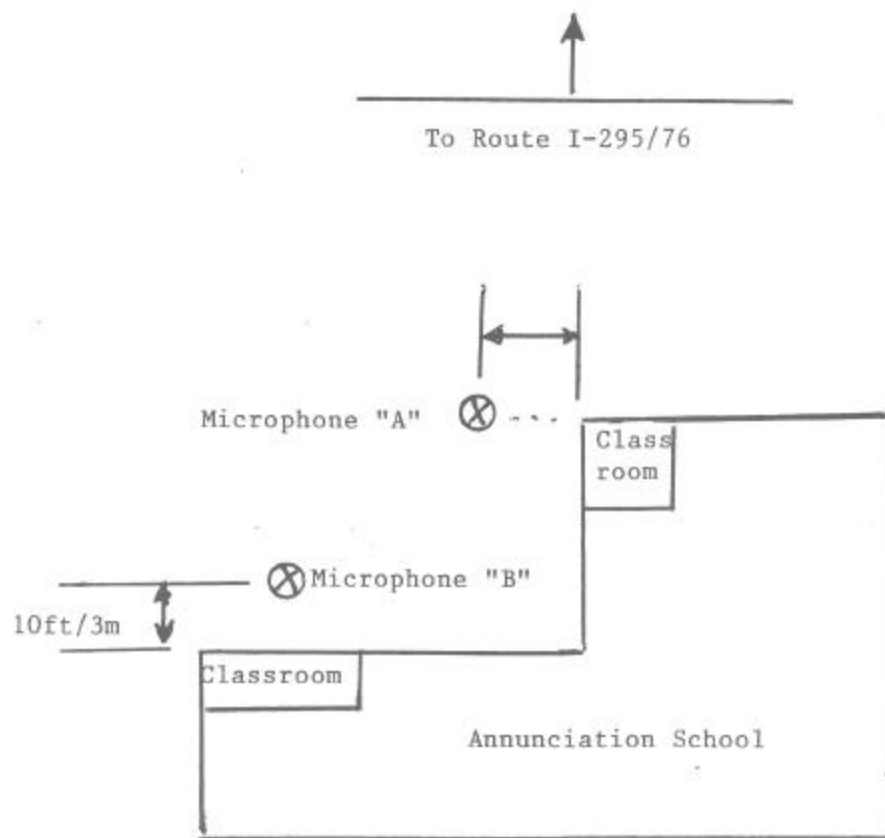 To Route I-295/76
Microphone "A"
Class
room
Microphone "B"
10ft/3m
Classroom
Annunciation School